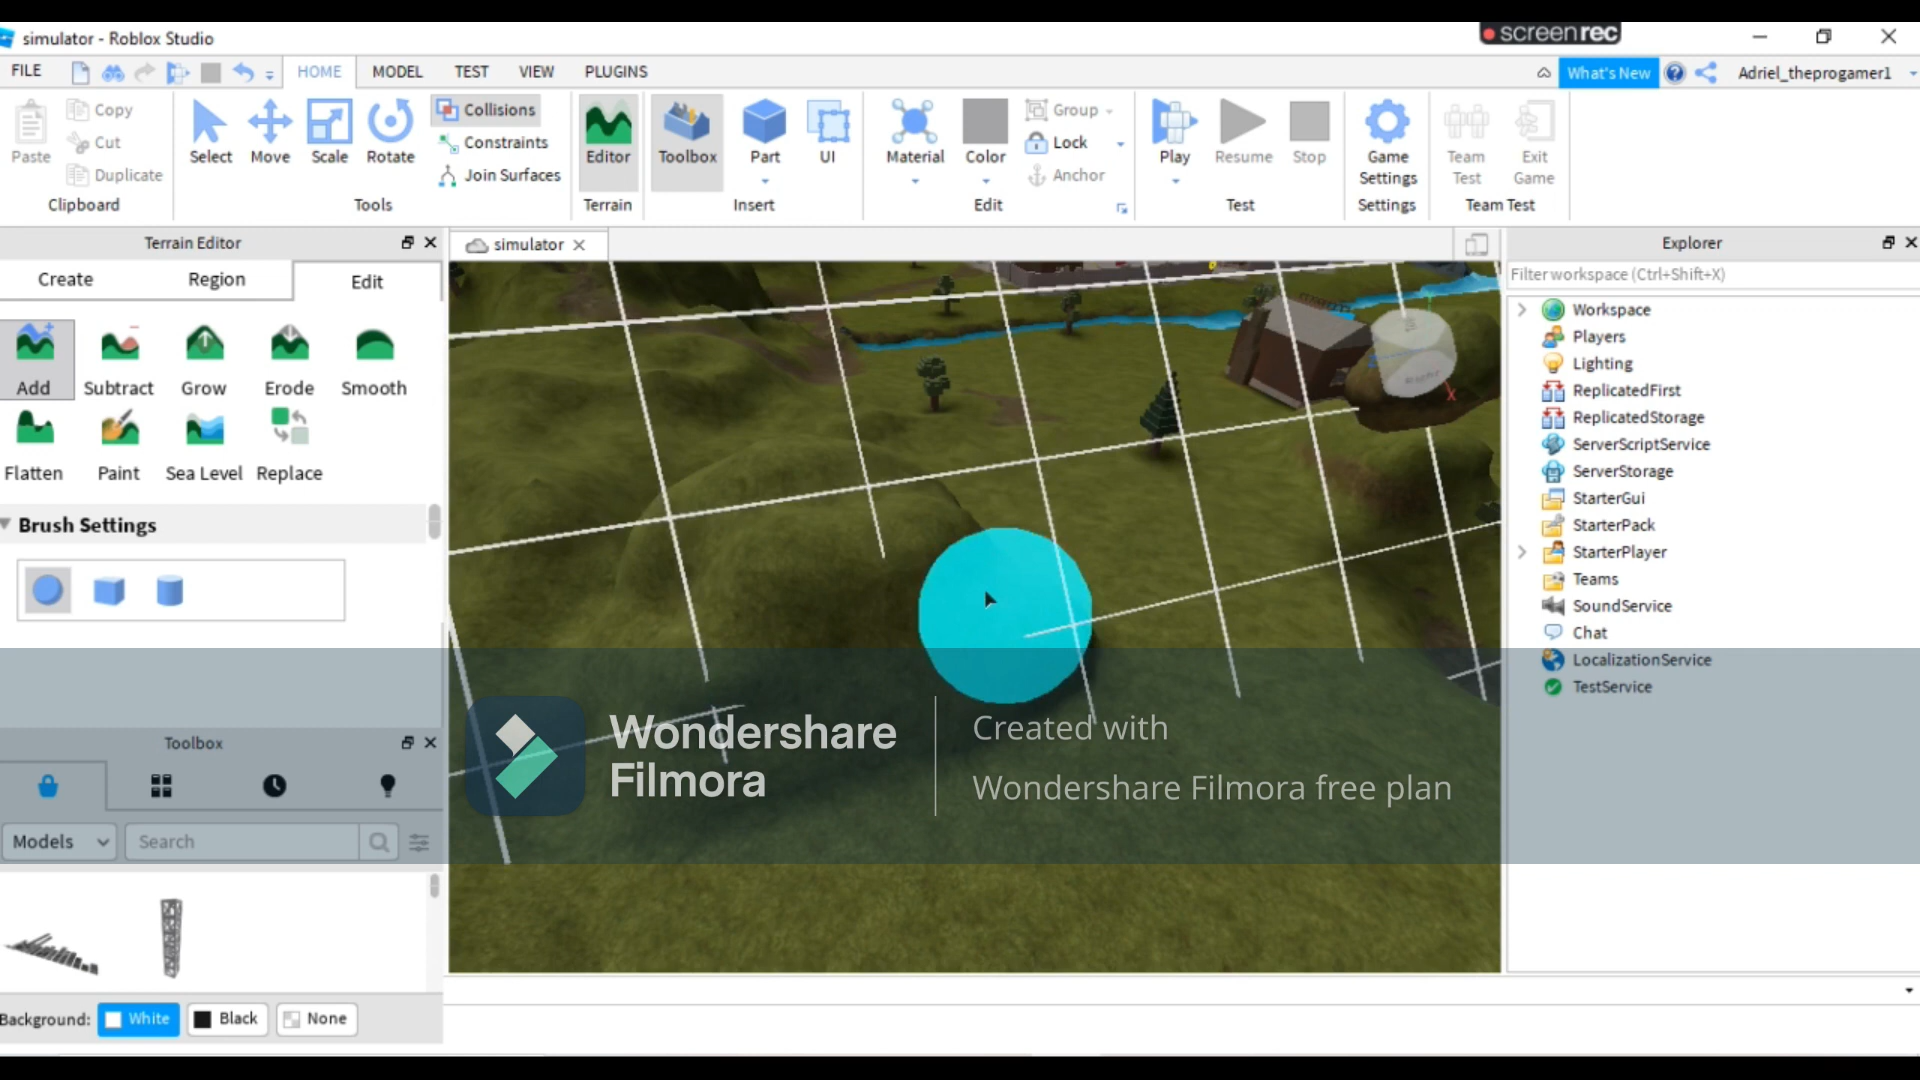 simulator - Roblox Studio
screenrec
FILE
HOME
MODEL
TEST
VIEW
PLUGINS
What's New
Adriel_theprogamer1
Paste
Copy
Cut
Duplicate
Clipboard
Select
Move
Scale
Rotate
Collisions
Constraints
Join Surfaces
Tools
Editor
Terrain
Toolbox
Part
UI
Insert
Material
Color
Group
Lock
Anchor
Edit
Play
Resume
Stop
Test
Game
Settings
Settings
Team
Test
Exit
Game
Team Test
Terrain Editor
Create
Region
Edit
Add
Subtract
Grow
Erode
Smooth
Flatten
Paint
Sea Level
Replace
Brush Settings
simulator
Right
X
Explorer
Filter workspace (Ctrl+Shift+X)
Workspace
Players
Lighting
ReplicatedFirst
ReplicatedStorage
ServerScriptService
ServerStorage
StarterGui
StarterPack
StarterPlayer
Teams
SoundService
Chat
LocalizationService
TestService
Wondershare
Filmora
Created with
Wondershare Filmora free plan
Toolbox
Models
Search
Background:
White
Black
None